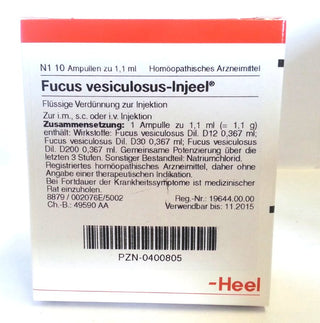 N1 10 Ampullen zu 1,1 ml Homöopathisches Arzneimittel
Fucus vesiculosus-Injeel®
Flüssige Verdünnung zur Injektion
Zur i.m., s.c. oder i.v. Injektion
Zusammensetzung: 1 Ampulle zu 1,1 ml (= 1,1 g)
enthält: Wirkstoffe: Fucus vesiculosus Dil. D12 0,367 ml;
Fucus vesiculosus Dil. D30 0,367 ml; Fucus vesiculosus
Dil. D200 0,367 ml. Gemeinsame Potenzierung über die
letzten 3 Stufen. Sonstiger Bestandteil: Natriumchlorid.
Registriertes homöopathisches Arzneimittel, daher ohne
Angabe einer therapeutischen Indikation.
Bei Fortdauer der Krankheitssymptome ist medizinischer
Rat einzuholen.
8879 / 002076E/5002 Reg.-Nr.: 19644.00.00
Ch.-B.: 49590 AA Verwendbar bis: 11.2015
PZN-0400805
-Heel